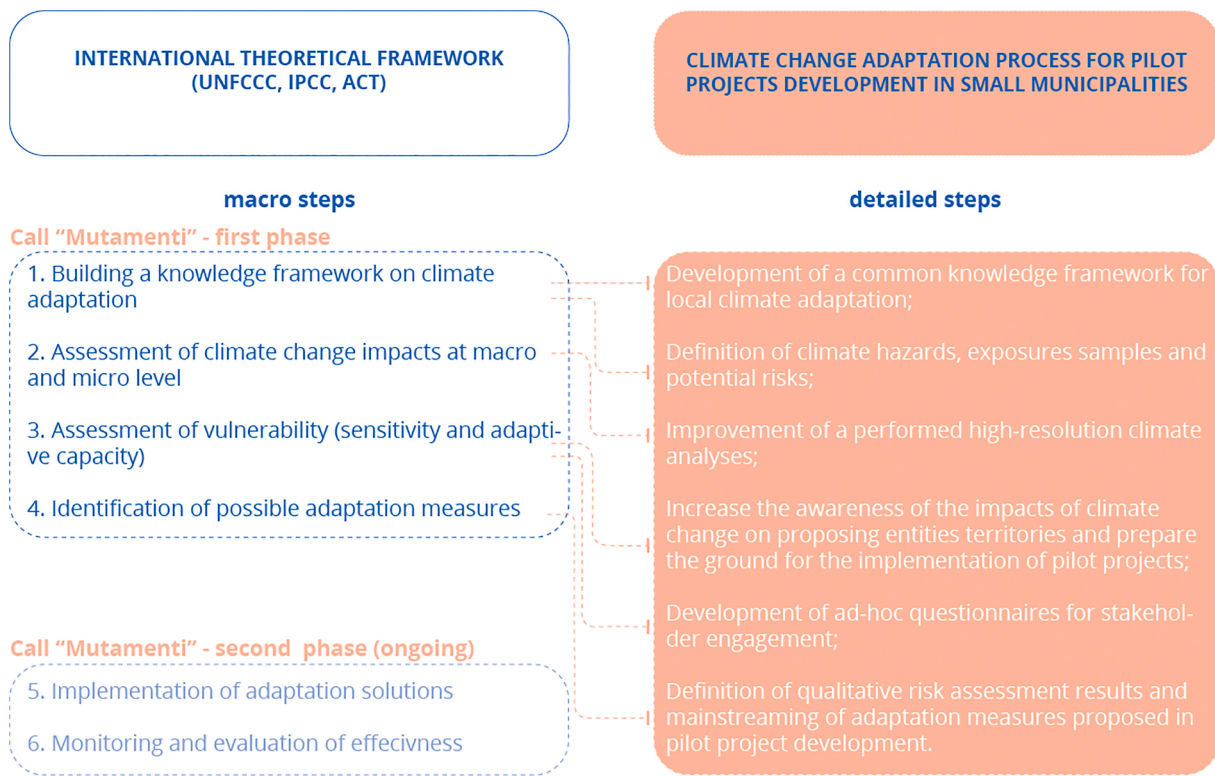 INTERNATIONAL THEORETICAL FRAMEWORK
(UNFCCC, IPCC, ACT)
CLIMATE CHANGE ADAPTATION PROCESS FOR PILOT
PROJECTS DEVELOPMENT IN SMALL MUNICIPALITIES
macro steps
Call “Mutamenti” - first phase
1. Building a knowledge framework on climate
adaptation
2. Assessment of climate change impacts at macro
and micro level
3. Assessment of vulnerability (sensitivity and adapti-
ve capacity)
4. Identification of possible adaptation measures
Call “Mutamenti” - second  phase (ongoing)
5. Implementation of adaptation solutions
6. Monitoring and evaluation of effecivness
detailed steps
Development of a common knowledge framework for
local climate adaptation;
Definition of climate hazards, exposures samples and
potential risks;
Improvement of a performed high-resolution climate
analyses;
Increase the awareness of the impacts of climate
change on proposing entities territories and prepare
the ground for the implementation of pilot projects;
Development of ad-hoc questionnaires for stakehol-
der engagement;
Definition of qualitative risk assessment results and
mainstreaming of adaptation measures proposed in
pilot project development.